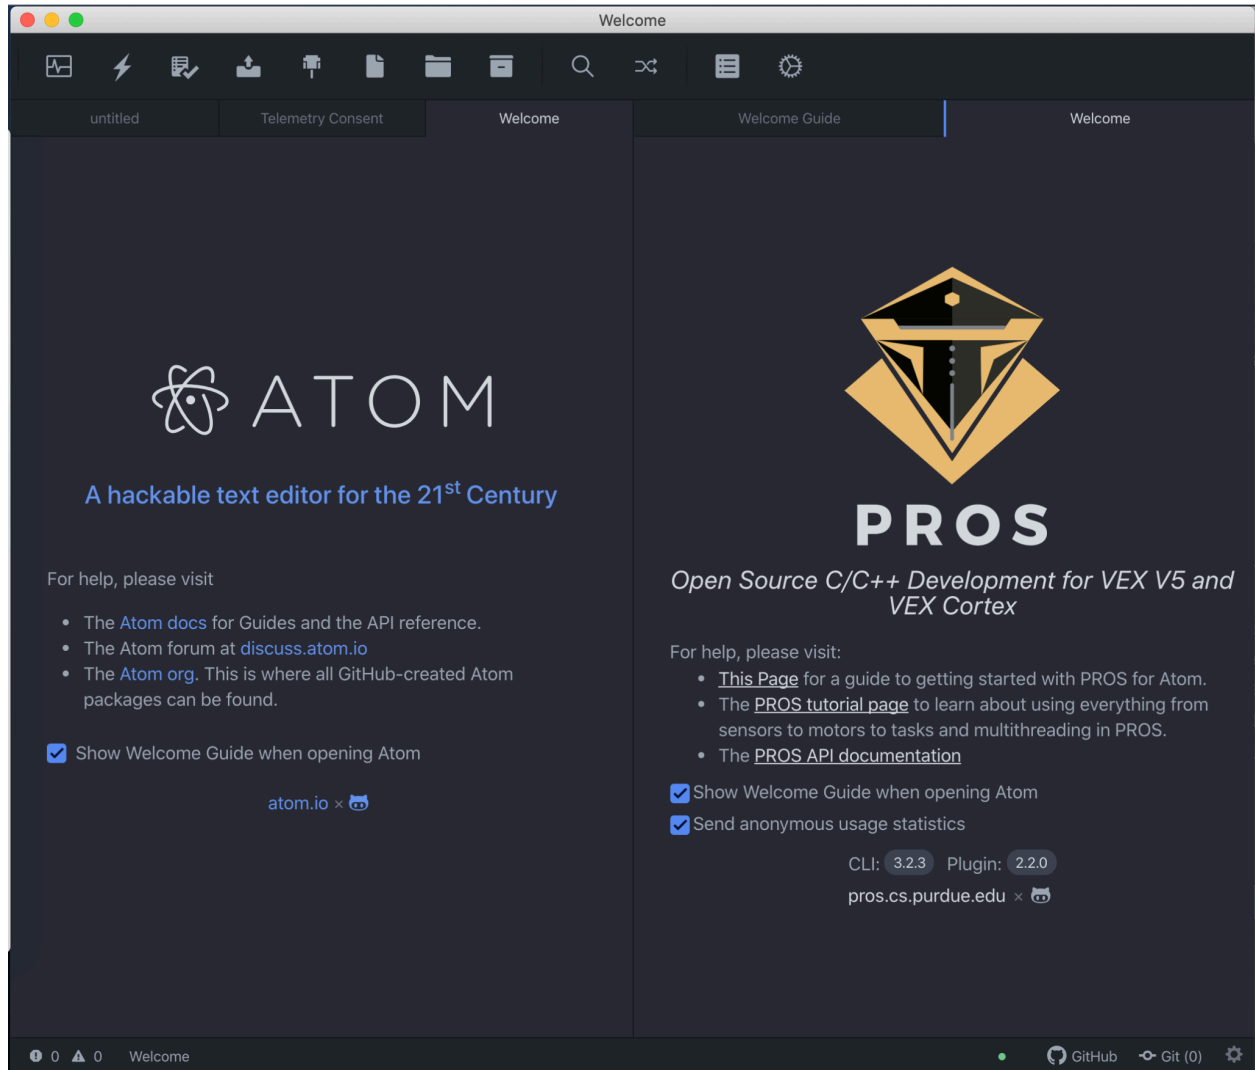 Welcome
untitled
Telemetry Consent
Welcome
Welcome Guide
Welcome
ATOM
A hackable text editor for the 21st Century
For help, please visit
• The Atom docs for Guides and the API reference.
• The Atom forum at discuss.atom.io
• The Atom org. This is where all GitHub-created Atom
packages can be found.
Show Welcome Guide when opening Atom
atom.io ×
PROS
Open Source C/C++ Development for VEX V5 and
VEX Cortex
For help, please visit:
• This Page for a guide to getting started with PROS for Atom.
• The PROS tutorial page to learn about using everything from
sensors to motors to tasks and multithreading in PROS.
• The PROS API documentation
Show Welcome Guide when opening Atom
Send anonymous usage statistics
CLI: 3.2.3 Plugin: 2.2.0
pros.cs.purdue.edu ×
0 0 Welcome
GitHub Git (0)